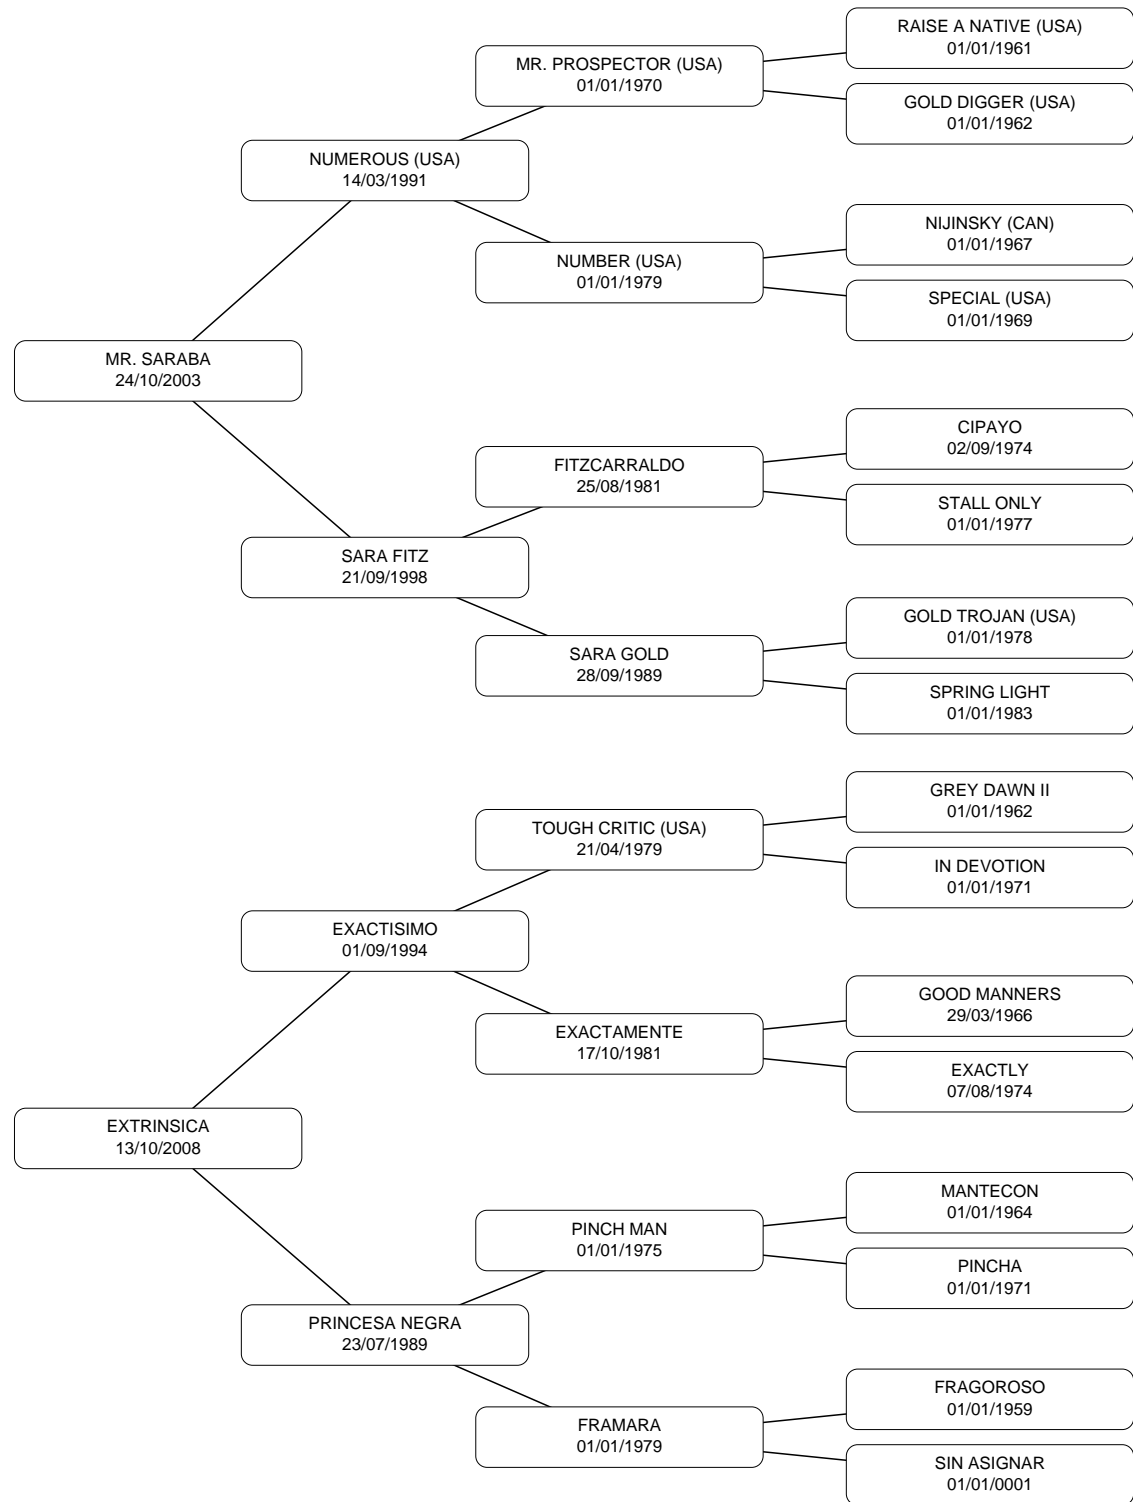 RAISE A NATIVE (USA)
01/01/1961
MR. PROSPECTOR (USA)
01/01/1970
GOLD DIGGER (USA)
01/01/1962
NUMEROUS (USA)
14/03/1991
NIJINSKY (CAN)
01/01/1967
NUMBER (USA)
01/01/1979
SPECIAL (USA)
01/01/1969
MR. SARABA
24/10/2003
CIPAYO
02/09/1974
FITZCARRALDO
25/08/1981
STALL ONLY
01/01/1977
SARA FITZ
21/09/1998
GOLD TROJAN (USA)
01/01/1978
SARA GOLD
28/09/1989
SPRING LIGHT
01/01/1983
GREY DAWN II
01/01/1962
TOUGH CRITIC (USA)
21/04/1979
IN DEVOTION
01/01/1971
EXACTISIMO
01/09/1994
GOOD MANNERS
29/03/1966
EXACTAMENTE
17/10/1981
EXACTLY
07/08/1974
EXTRINSICA
13/10/2008
MANTECON
01/01/1964
PINCH MAN
01/01/1975
PINCHA
01/01/1971
PRINCESA NEGRA
23/07/1989
FRAGOROSO
01/01/1959
FRAMARA
01/01/1979
SIN ASIGNAR
01/01/0001